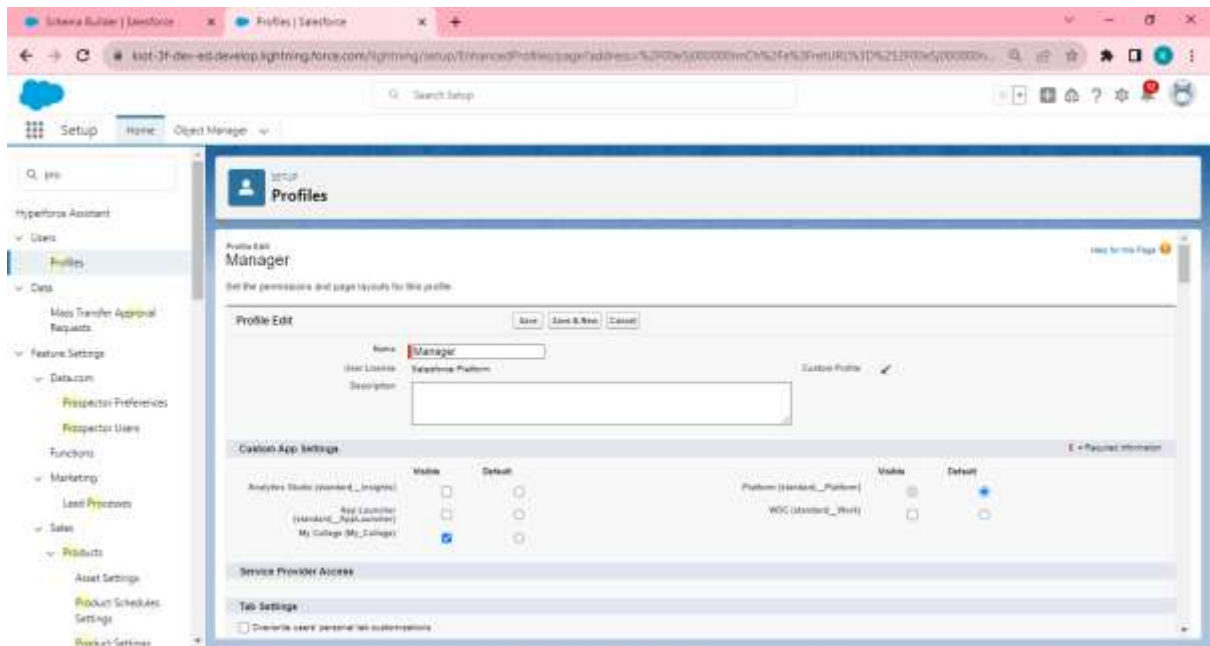 Schema Builder | Salesforce
Profiles | Salesforce
Search Setup
Setup
Home
Object Manager
pro
Hyperforce Assistant
Users
Profiles
Data
Mass Transfer Approval
Requests
Feature Settings
Data.com
Prospector Preferences
Prospector Users
Functions
Marketing
Lead Processes
Sales
Products
Asset Settings
Product Schedules
Settings
Product Settings
SETUP
Profiles
Profile Edit
Manager
Help for this Page
Set the permissions and page layouts for this profile.
Profile Edit
Save
Save & New
Cancel
Name
Manager
User License
Salesforce Platform
Custom Profile
Description
Custom App Settings
= Required Information
Visible
Default
Visible
Default
Analytics Studio (standard__Insights)
Platform (standard__Platform)
App Launcher
(standard__AppLauncher)
WDC (standard__Work)
My College (My_College)
Service Provider Access
Tab Settings
Overwrite users' personal tab customizations